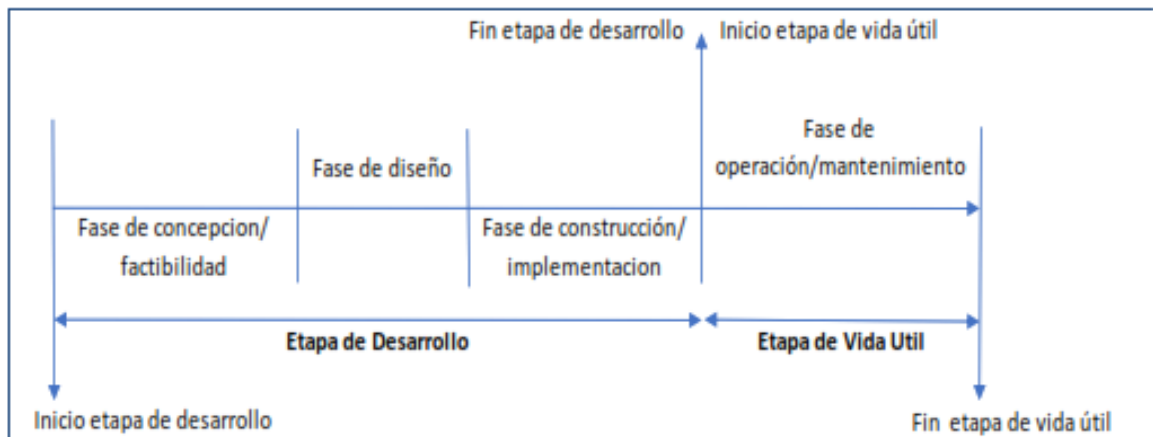 Fin etapa de desarrollo
Inicio etapa de vida útil
Fase de diseño
Fase de
operación/mantenimiento
Fase de concepcion/
factibilidad
Fase de construcción/
implementacion
Etapa de Desarrollo
Etapa de Vida Util
Inicio etapa de desarrollo
Fin etapa de vida útil